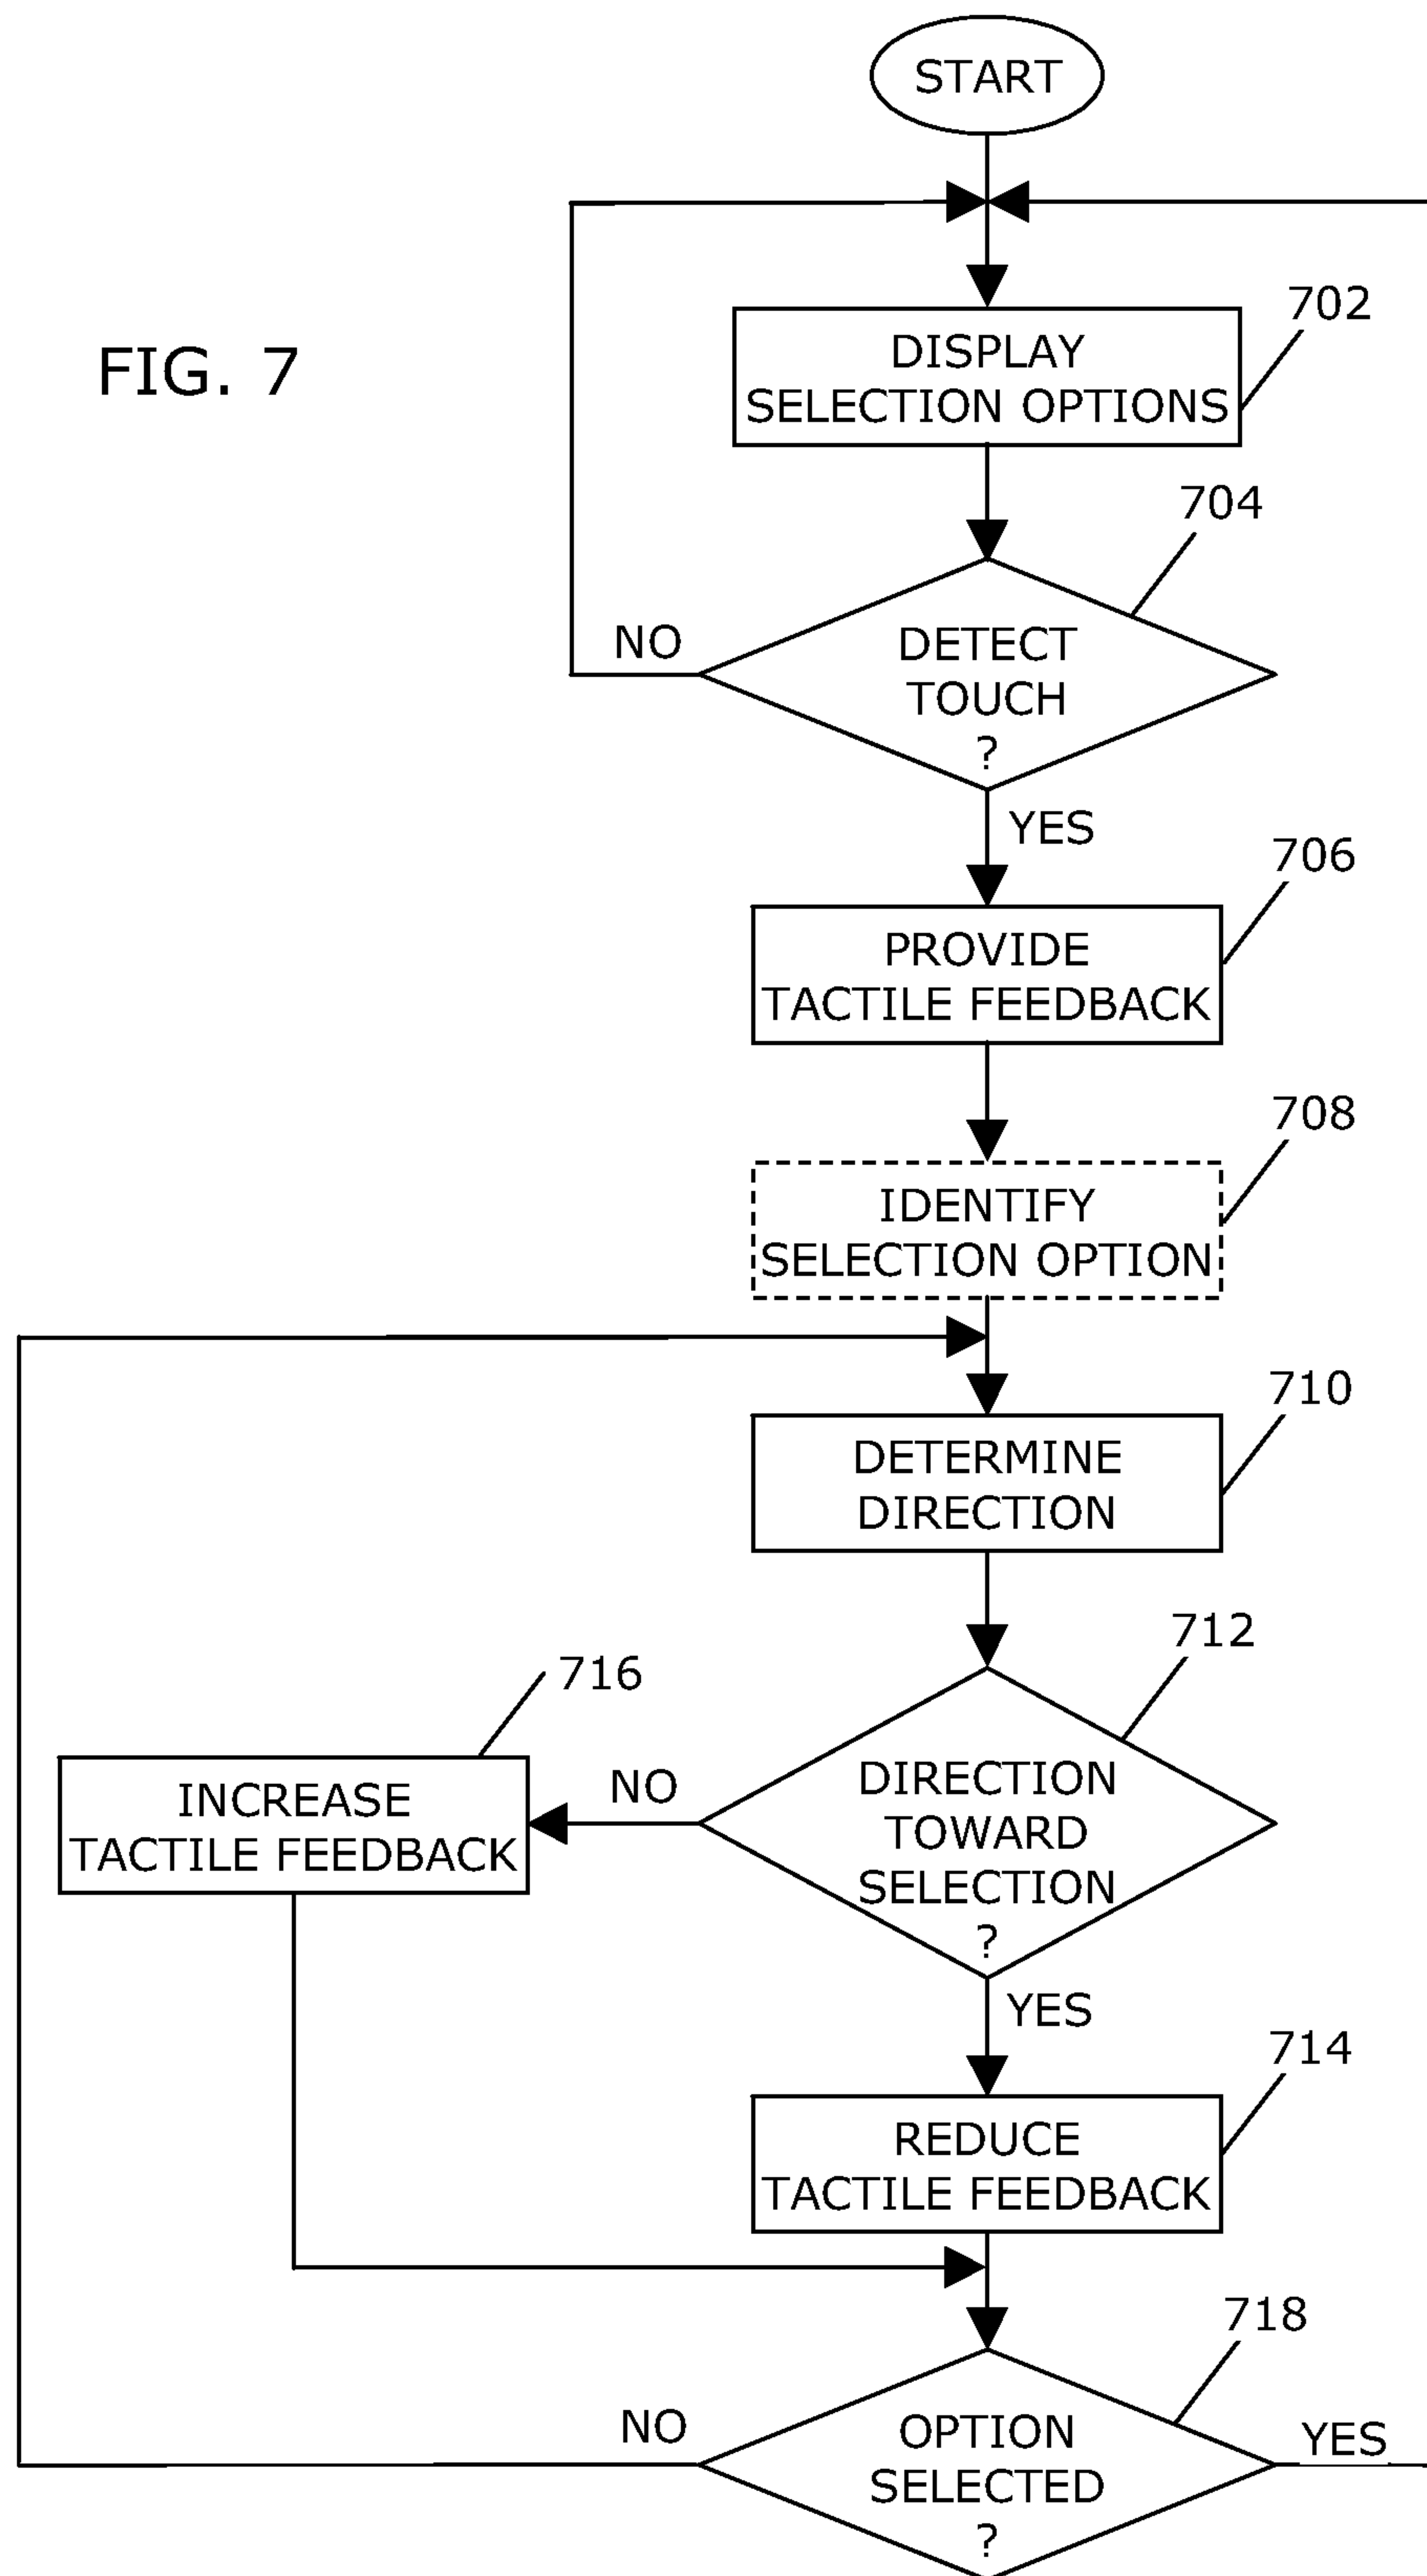 START
702
DISPLAY
SELECTION OPTIONS
FIG. 7
704
NO
DETECT
TOUCH
?
YES
706
PROVIDE
TACTILE FEEDBACK
708
IDENTIFY
SELECTION OPTION
710
DETERMINE
DIRECTION
712
716
DIRECTION
TOWARD
SELECTION
?
NO
INCREASE
TACTILE FEEDBACK
YES
714
REDUCE
TACTILE FEEDBACK
718
NO
OPTION
SELECTED
?
YES